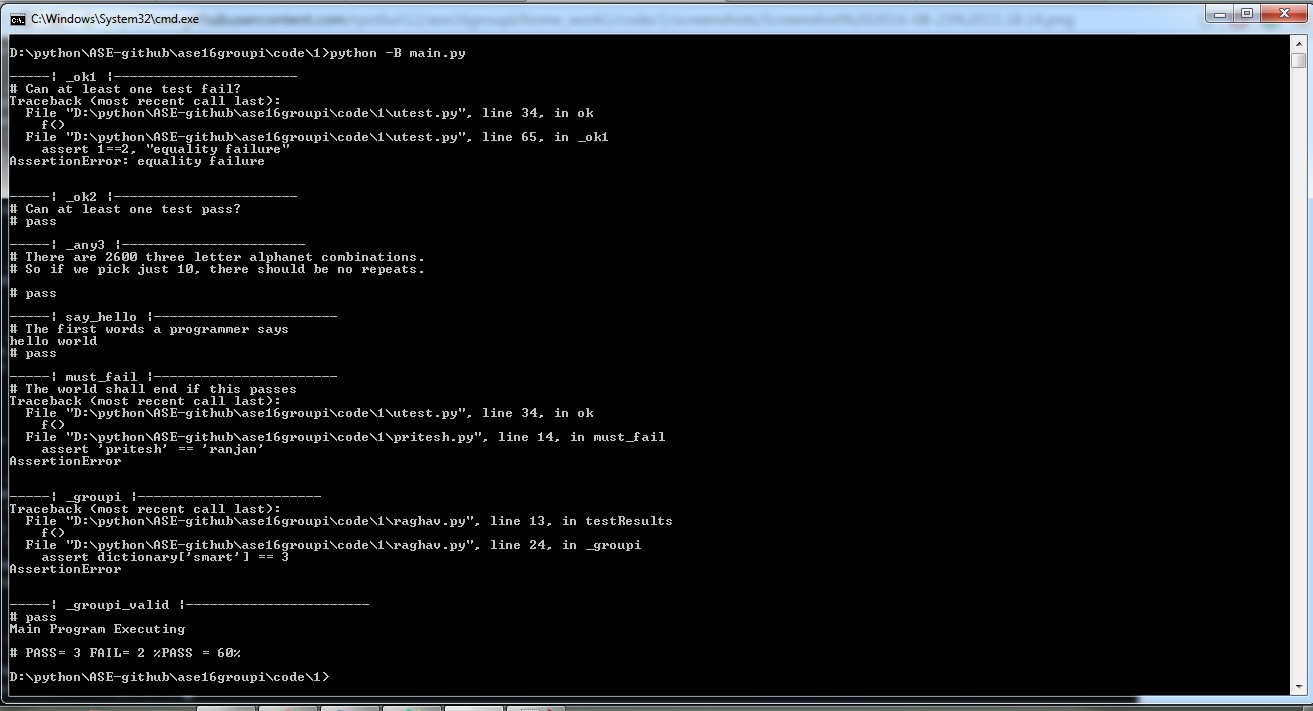 C:\Windows\System32\cmd.exe
D:\python\ASE-github\ase16groupi\code\1>python -B main.py
-----¦ _ok1 ¦-----------------------
# Can at least one test fail?
Traceback (most recent call last):
  File "D:\python\ASE-github\ase16groupi\code\1\utest.py", line 34, in ok
    f()
  File "D:\python\ASE-github\ase16groupi\code\1\utest.py", line 65, in _ok1
    assert 1==2, "equality failure"
AssertionError: equality failure
-----¦ _ok2 ¦-----------------------
# Can at least one test pass?
# pass
-----¦ _any3 ¦-----------------------
# There are 2600 three letter alphanet combinations.
# So if we pick just 10, there should be no repeats.
# pass
-----¦ say_hello ¦-----------------------
# The first words a programmer says
hello world
# pass
-----¦ must_fail ¦-----------------------
# The world shall end if this passes
Traceback (most recent call last):
  File "D:\python\ASE-github\ase16groupi\code\1\utest.py", line 34, in ok
    f()
  File "D:\python\ASE-github\ase16groupi\code\1\pritesh.py", line 14, in must_fail
    assert 'pritesh' == 'ranjan'
AssertionError
-----¦ _groupi ¦-----------------------
Traceback (most recent call last):
  File "D:\python\ASE-github\ase16groupi\code\1\raghav.py", line 13, in testResults
    f()
  File "D:\python\ASE-github\ase16groupi\code\1\raghav.py", line 24, in _groupi
    assert dictionary['smart'] == 3
AssertionError
-----¦ _groupi_valid ¦-----------------------
# pass
Main Program Executing
# PASS= 3 FAIL= 2 %PASS = 60%
D:\python\ASE-github\ase16groupi\code\1>